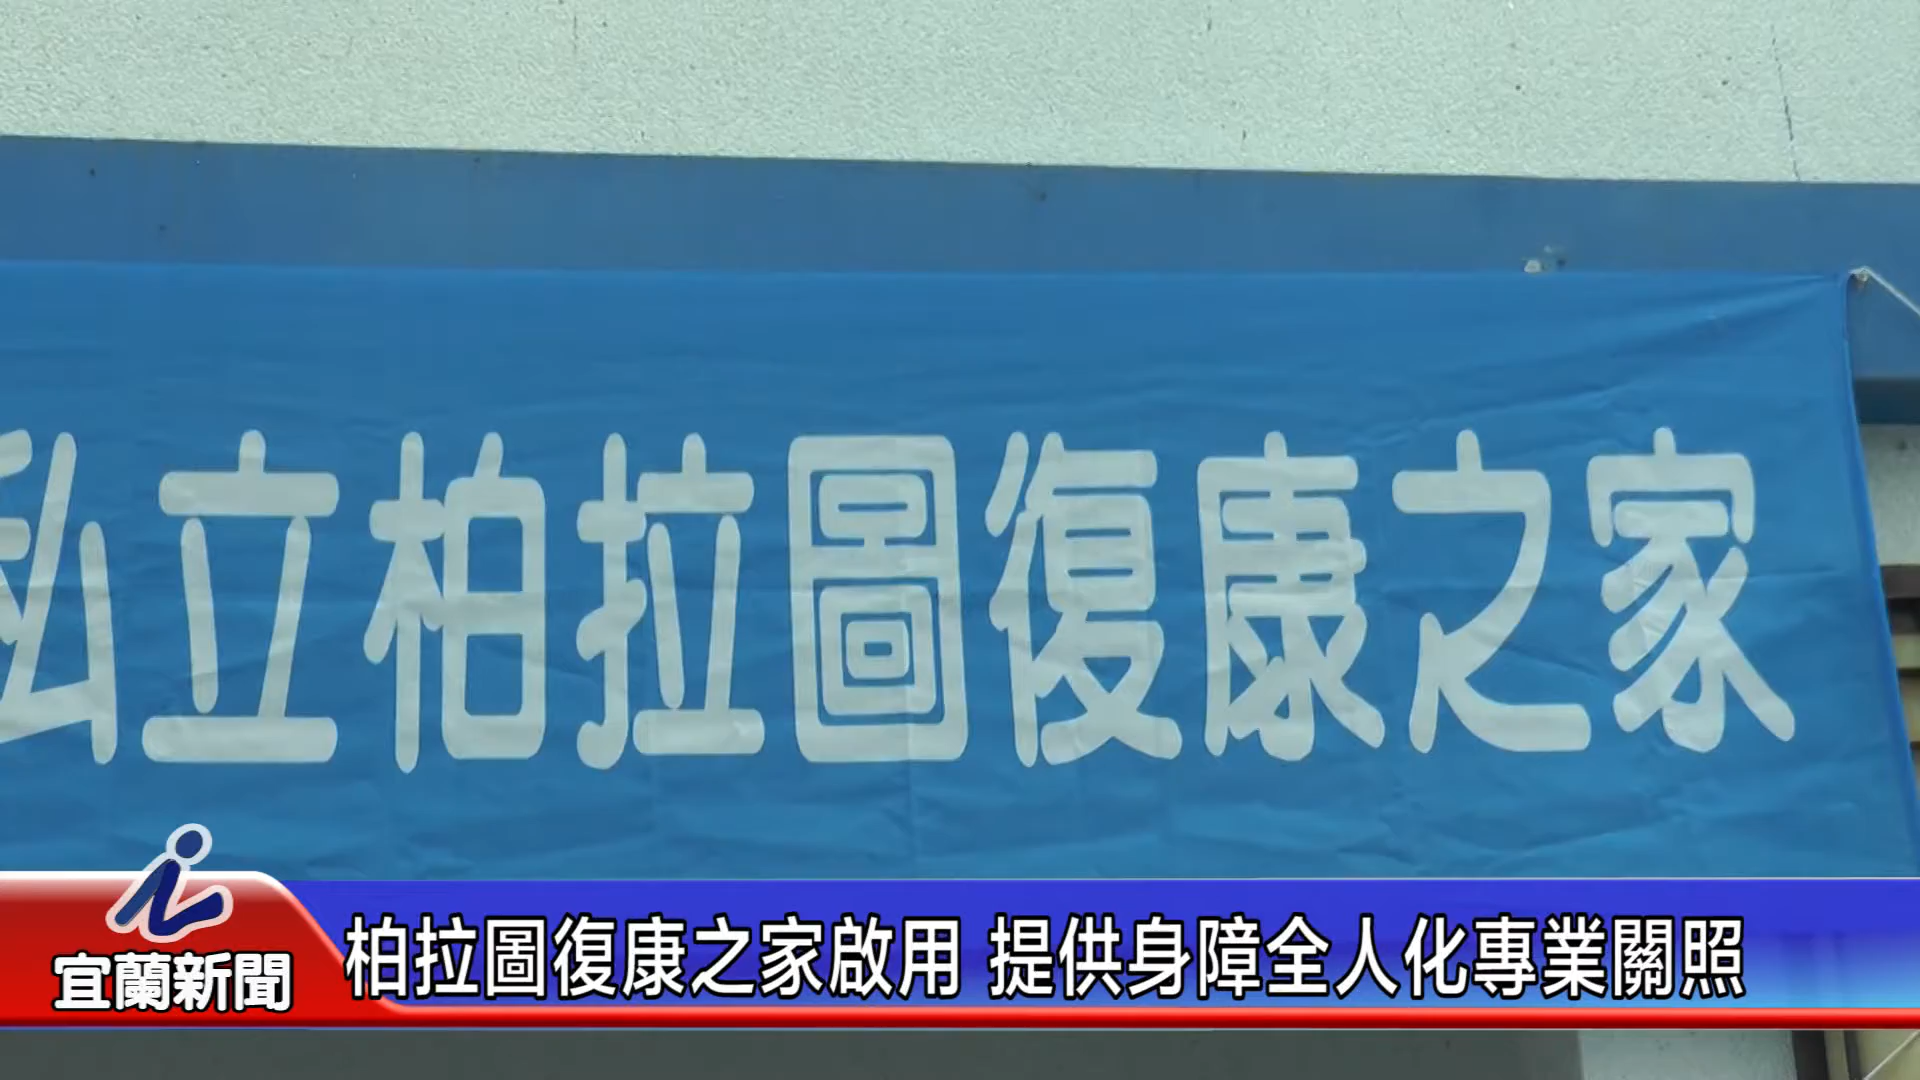 私立柏拉圖復康之家
宜蘭新聞
柏拉圖復康之家啟用 提供身障全人化專業關照